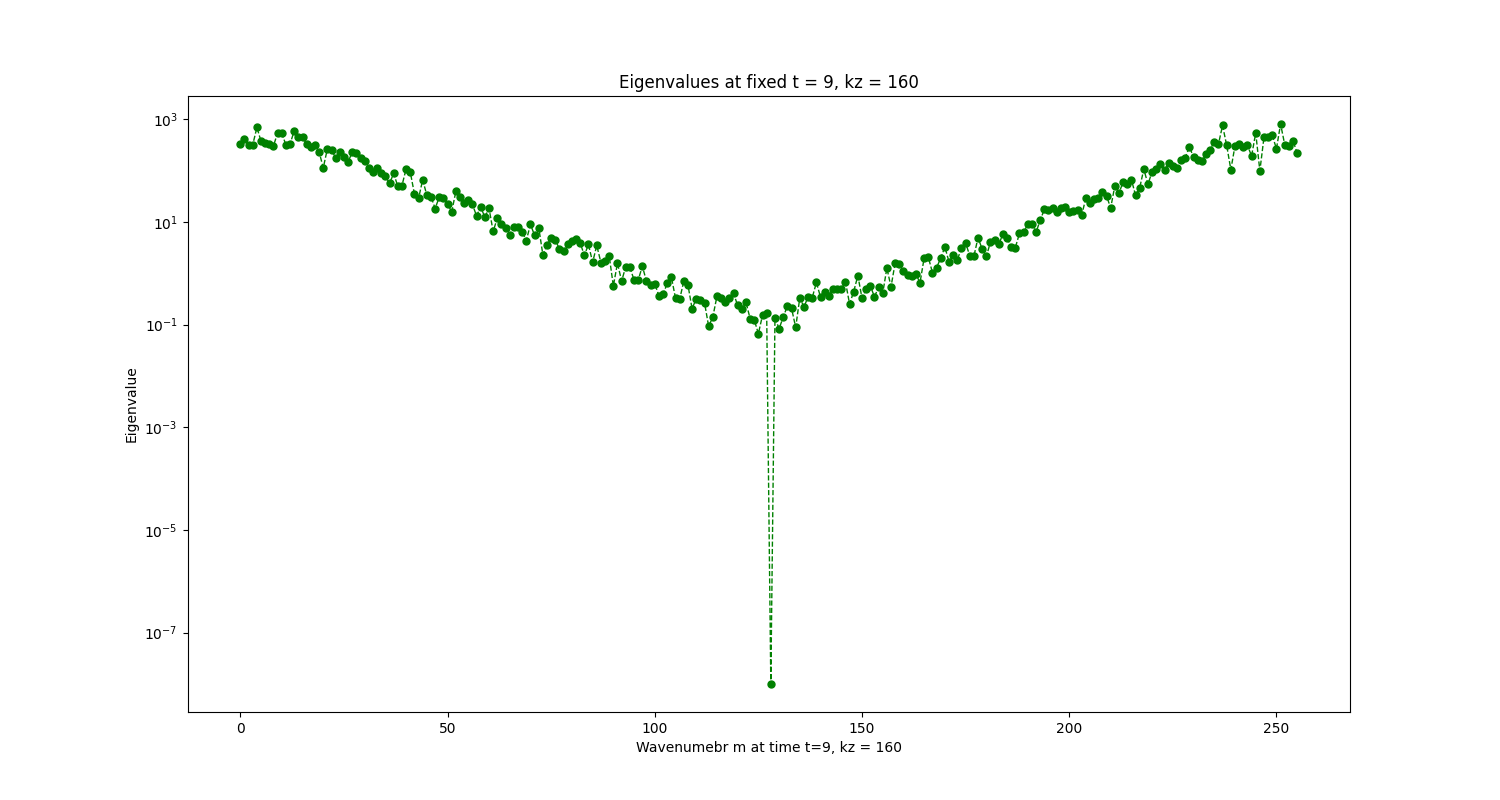 Eigenvalues at fixed t = 9, kz = 160
10³
10¹
10⁻¹
10⁻³
10⁻⁵
10⁻⁷
Eigenvalue
0 50 100 150 200 250
Wavenumebr m at time t=9, kz = 160